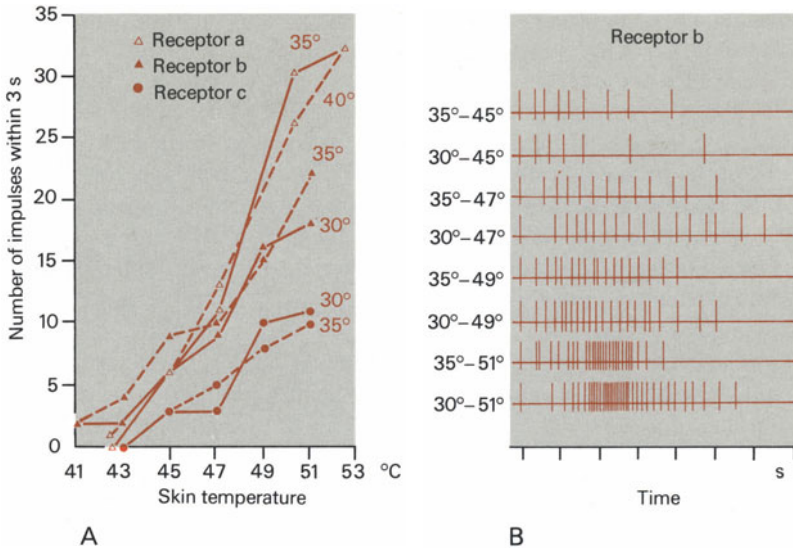 35
30
25
20
15
10
5
0
Number of impulses within 3 s
△ Receptor a
▲ Receptor b
● Receptor c
35°
40°
35°
30°
30°
35°
41 43 45 47 49 51 53 °C
Skin temperature
A
Receptor b
35°–45°
30°–45°
35°–47°
30°–47°
35°–49°
30°–49°
35°–51°
30°–51°
s
Time
B